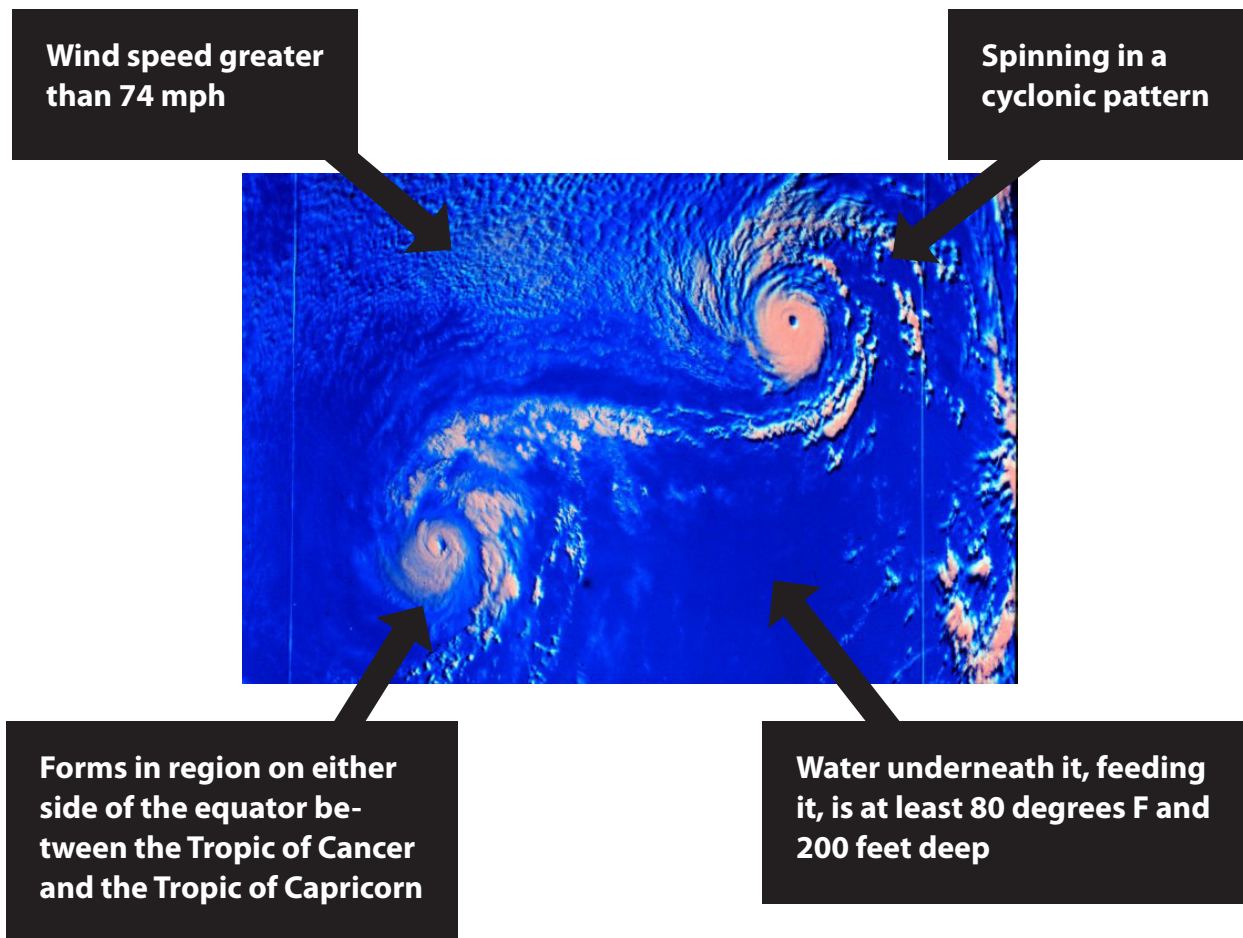 Wind speed greater
than 74 mph
Spinning in a
cyclonic pattern
Forms in region on either
side of the equator be-
tween the Tropic of Cancer
and the Tropic of Capricorn
Water underneath it, feeding
it, is at least 80 degrees F and
200 feet deep